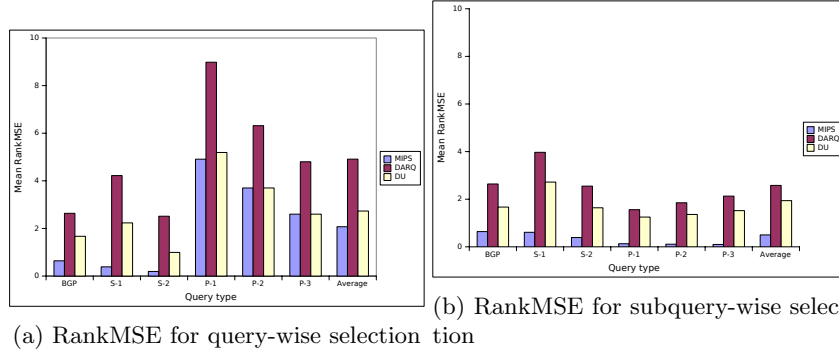 10
8
6
4
2
0
Mean RankMSE
BGP S-1 S-2 P-1 P-2 P-3 Average
Query type
MIPS
DARQ
DU
(a) RankMSE for query-wise selection
10
8
6
4
2
0
Mean RankMSE
BGP S-1 S-2 P-1 P-2 P-3 Average
Query type
MIPS
DARQ
DU
(b) RankMSE for subquery-wise selec
tion